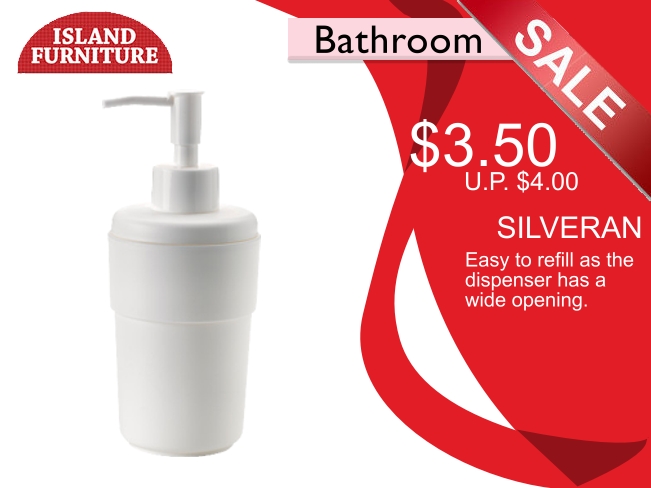 ISLAND
FURNITURE
Bathroom
SALE
$3.50
U.P. $4.00
SILVERAN
Easy to refill as the
dispenser has a
wide opening.